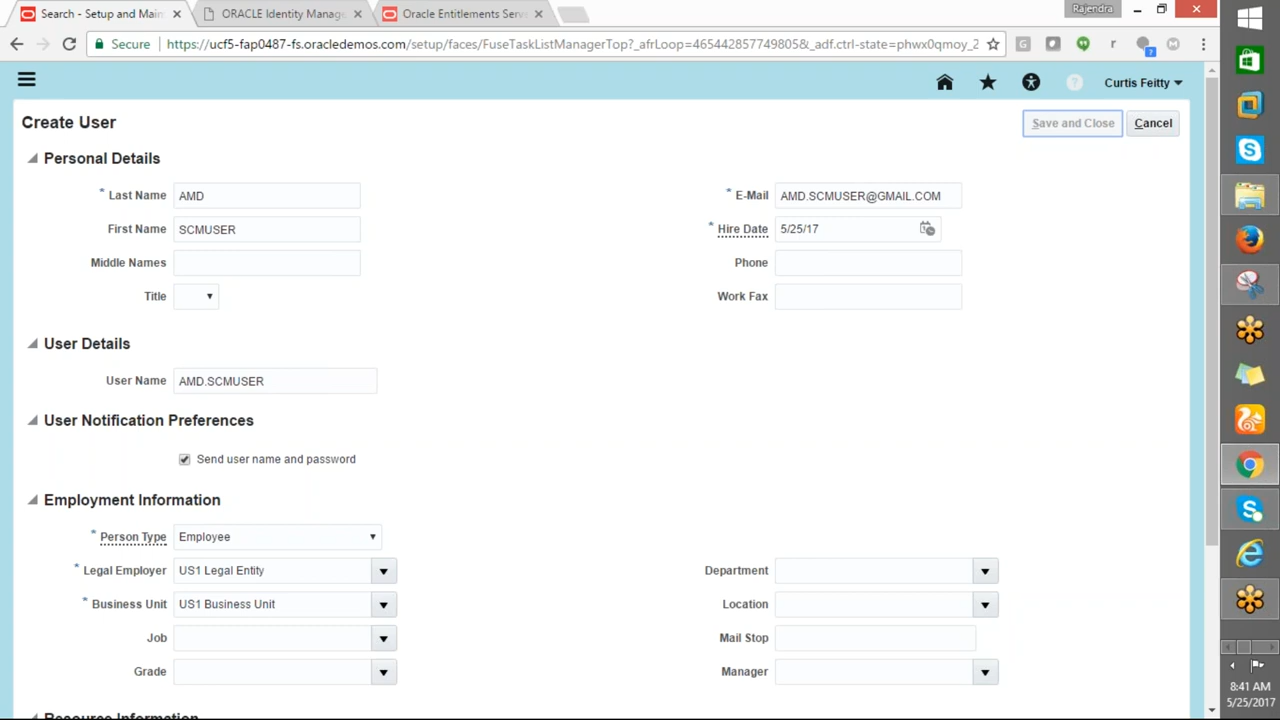 Search - Setup and Main
ORACLE Identity Manag
Oracle Entitlements Serv
Rajendra
Secure
https://ucf5-fap0487-fs.oracledemos.com/setup/faces/FuseTaskListManagerTop?_afrLoop=4654428577498058&_adf.ctrl-state=phwx0qmoy_2
Curtis Feitty
Create User
Save and Close
Cancel
Personal Details
* Last Name AMD
* E-Mail AMD.SCMUSER@GMAIL.COM
First Name SCMUSER
* Hire Date 5/25/17
Middle Names
Phone
Title
Work Fax
User Details
User Name AMD.SCMUSER
User Notification Preferences
Send user name and password
Employment Information
* Person Type Employee
* Legal Employer US1 Legal Entity
Department
* Business Unit US1 Business Unit
Location
Job
Mail Stop
Grade
Manager
Resource Information
8:41 AM
5/25/2017